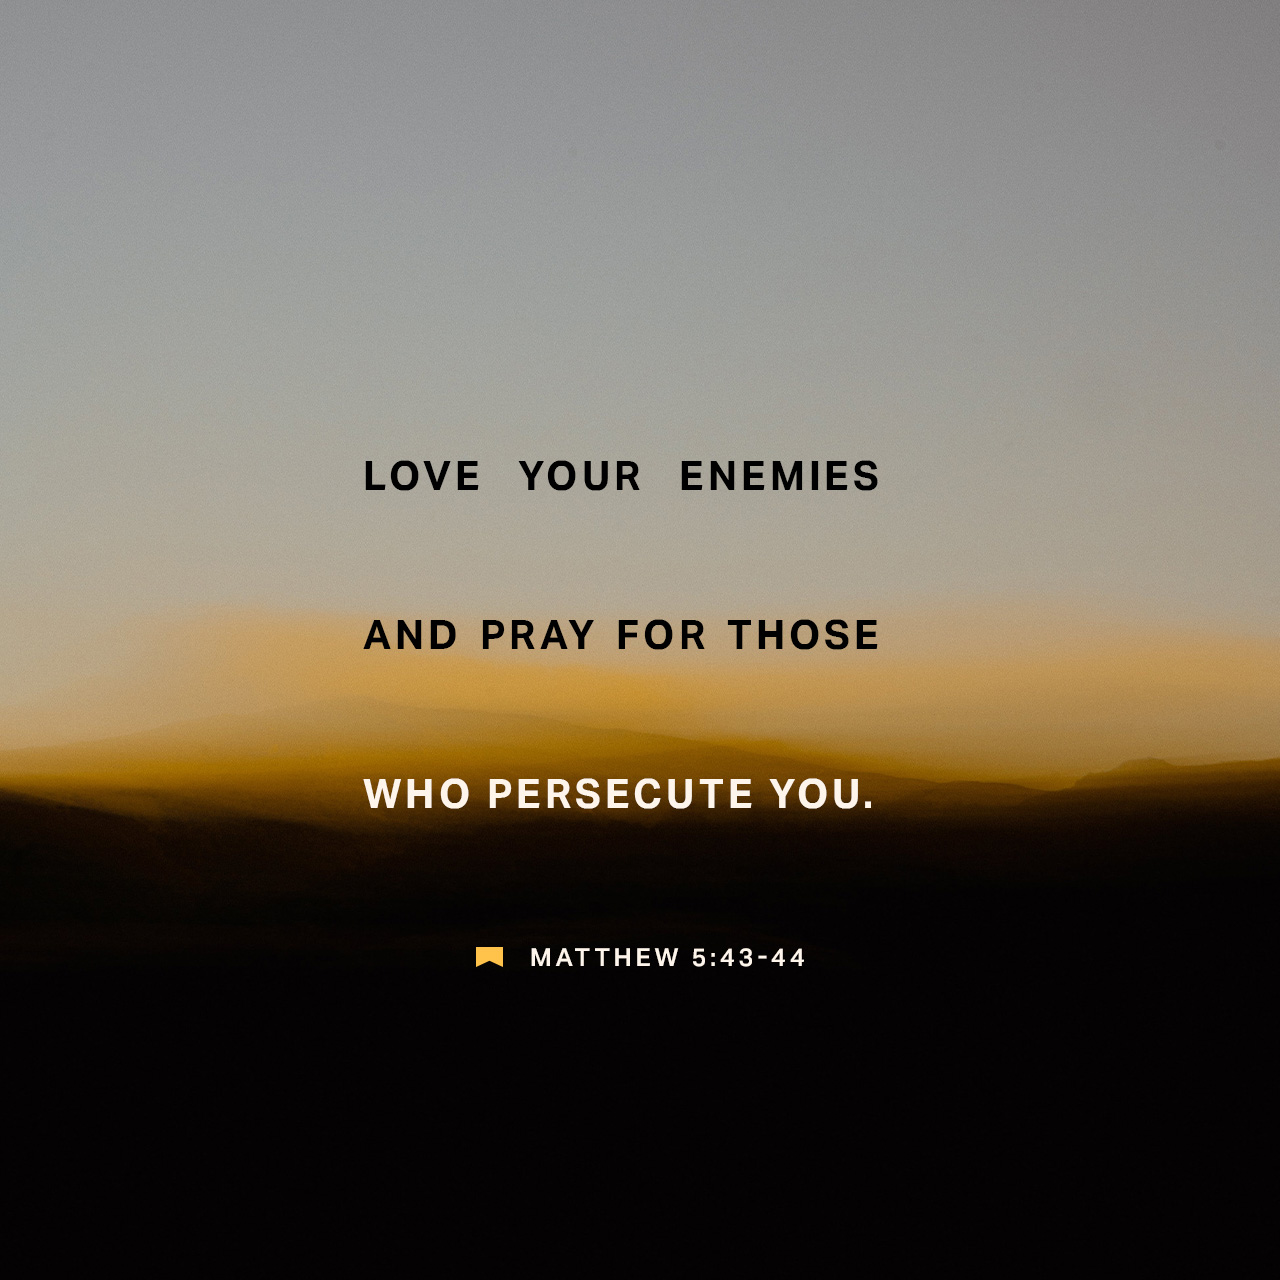 LOVE YOUR ENEMIES
AND PRAY FOR THOSE
WHO PERSECUTE YOU.
MATTHEW 5:43-44